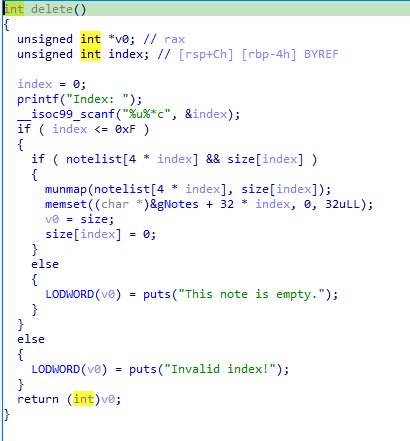 int delete()
{
  unsigned int *v0; // rax
  unsigned int index; // [rsp+Ch] [rbp-4h] BYREF

  index = 0;
  printf("Index: ");
  __isoc99_scanf("%u%*c", &index);
  if ( index <= 0xF )
  {
    if ( notelist[4 * index] && size[index] )
    {
      munmap(notelist[4 * index], size[index]);
      memset((char *)&gNotes + 32 * index, 0, 32uLL);
      v0 = size;
      size[index] = 0;
    }
    else
    {
      LODWORD(v0) = puts("This note is empty.");
    }
  }
  else
  {
    LODWORD(v0) = puts("Invalid index!");
  }
  return (int)v0;
}